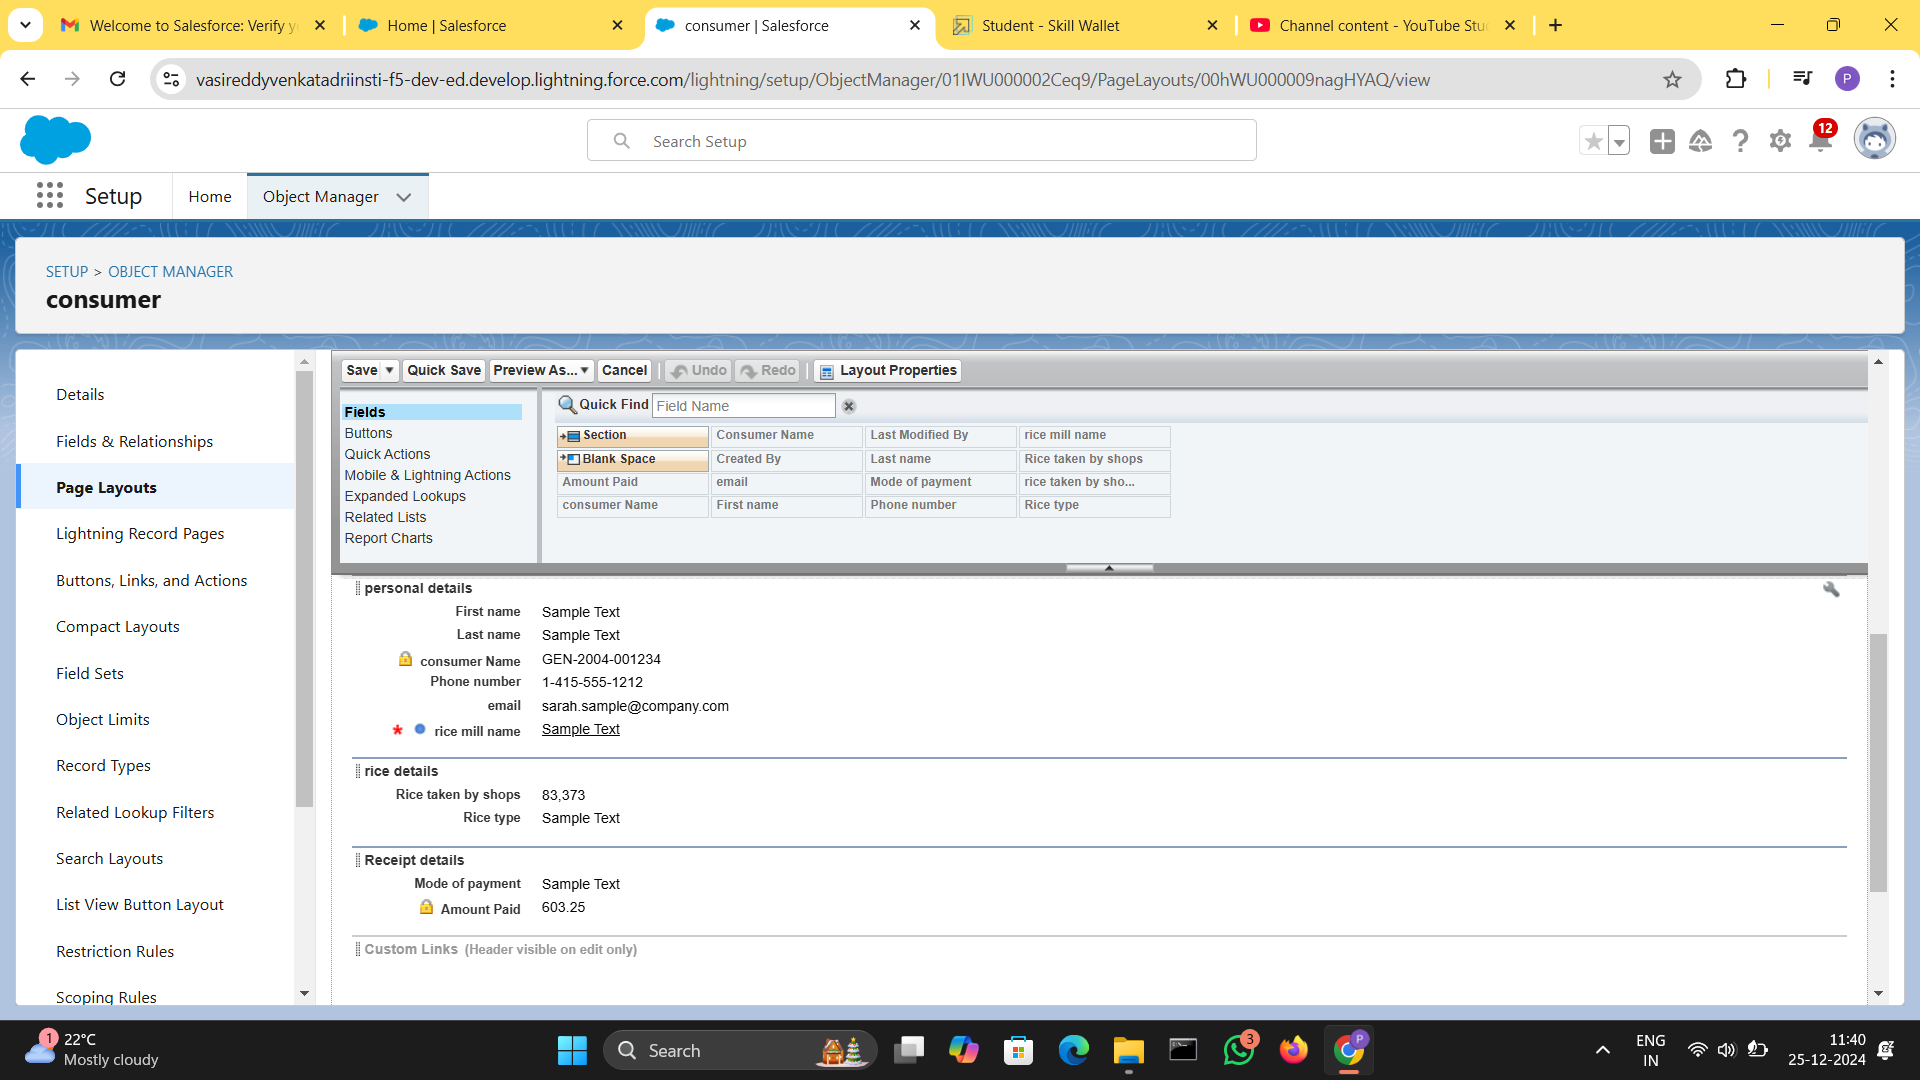 Welcome to Salesforce: Verify y
Home | Salesforce
consumer | Salesforce
Student - Skill Wallet
Channel content - YouTube Stu
vasireddyvenkatadriinsti-f5-dev-ed.develop.lightning.force.com/lightning/setup/ObjectManager/01IWU000002Ceq9/PageLayouts/00hWU000009nagHYAQ/view
P
Search Setup
12
Setup
Home
Object Manager
SETUP > OBJECT MANAGER
consumer
Details
Fields & Relationships
Page Layouts
Lightning Record Pages
Buttons, Links, and Actions
Compact Layouts
Field Sets
Object Limits
Record Types
Related Lookup Filters
Search Layouts
List View Button Layout
Restriction Rules
Scoping Rules
Save
Quick Save
Preview As...
Cancel
Undo
Redo
Layout Properties
Fields
Buttons
Quick Actions
Mobile & Lightning Actions
Expanded Lookups
Related Lists
Report Charts
Quick Find
Field Name
Section
Consumer Name
Last Modified By
rice mill name
Blank Space
Created By
Last name
Rice taken by shops
Amount Paid
email
Mode of payment
rice taken by sho...
consumer Name
First name
Phone number
Rice type
personal details
First name Sample Text
Last name Sample Text
consumer Name GEN-2004-001234
Phone number 1-415-555-1212
email sarah.sample@company.com
* rice mill name Sample Text
rice details
Rice taken by shops 83,373
Rice type Sample Text
Receipt details
Mode of payment Sample Text
Amount Paid 603.25
Custom Links (Header visible on edit only)
1
22°C
Mostly cloudy
Search
3
P
ENG
IN
11:40
25-12-2024